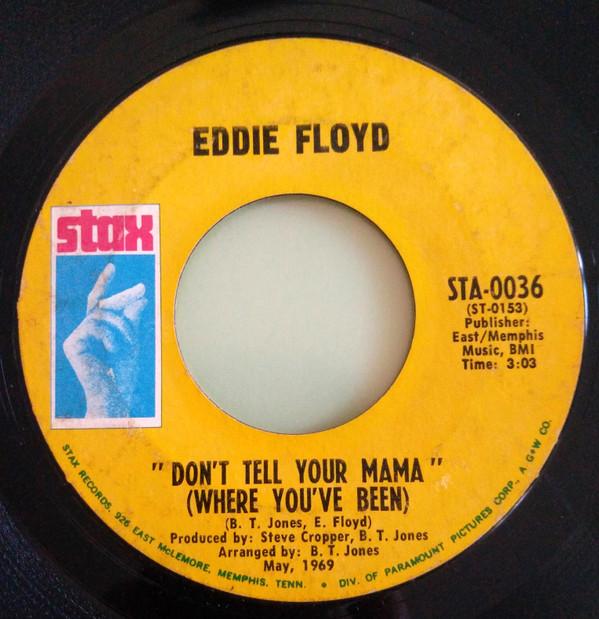 EDDIE FLOYD
stax
STA-0036
(ST-0153)
Publisher:
East/Memphis
Music, BMI
Time: 3:03
"DON'T TELL YOUR MAMA"
(WHERE YOU'VE BEEN)
(B. T. Jones, E. Floyd)
Produced by: Steve Cropper, B. T. Jones
Arranged by: B. T. Jones
May, 1969
STAX RECORDS, 926 EAST McLEMORE, MEMPHIS, TENN. • DIV. OF PARAMOUNT PICTURES CORP., A G+W CO.